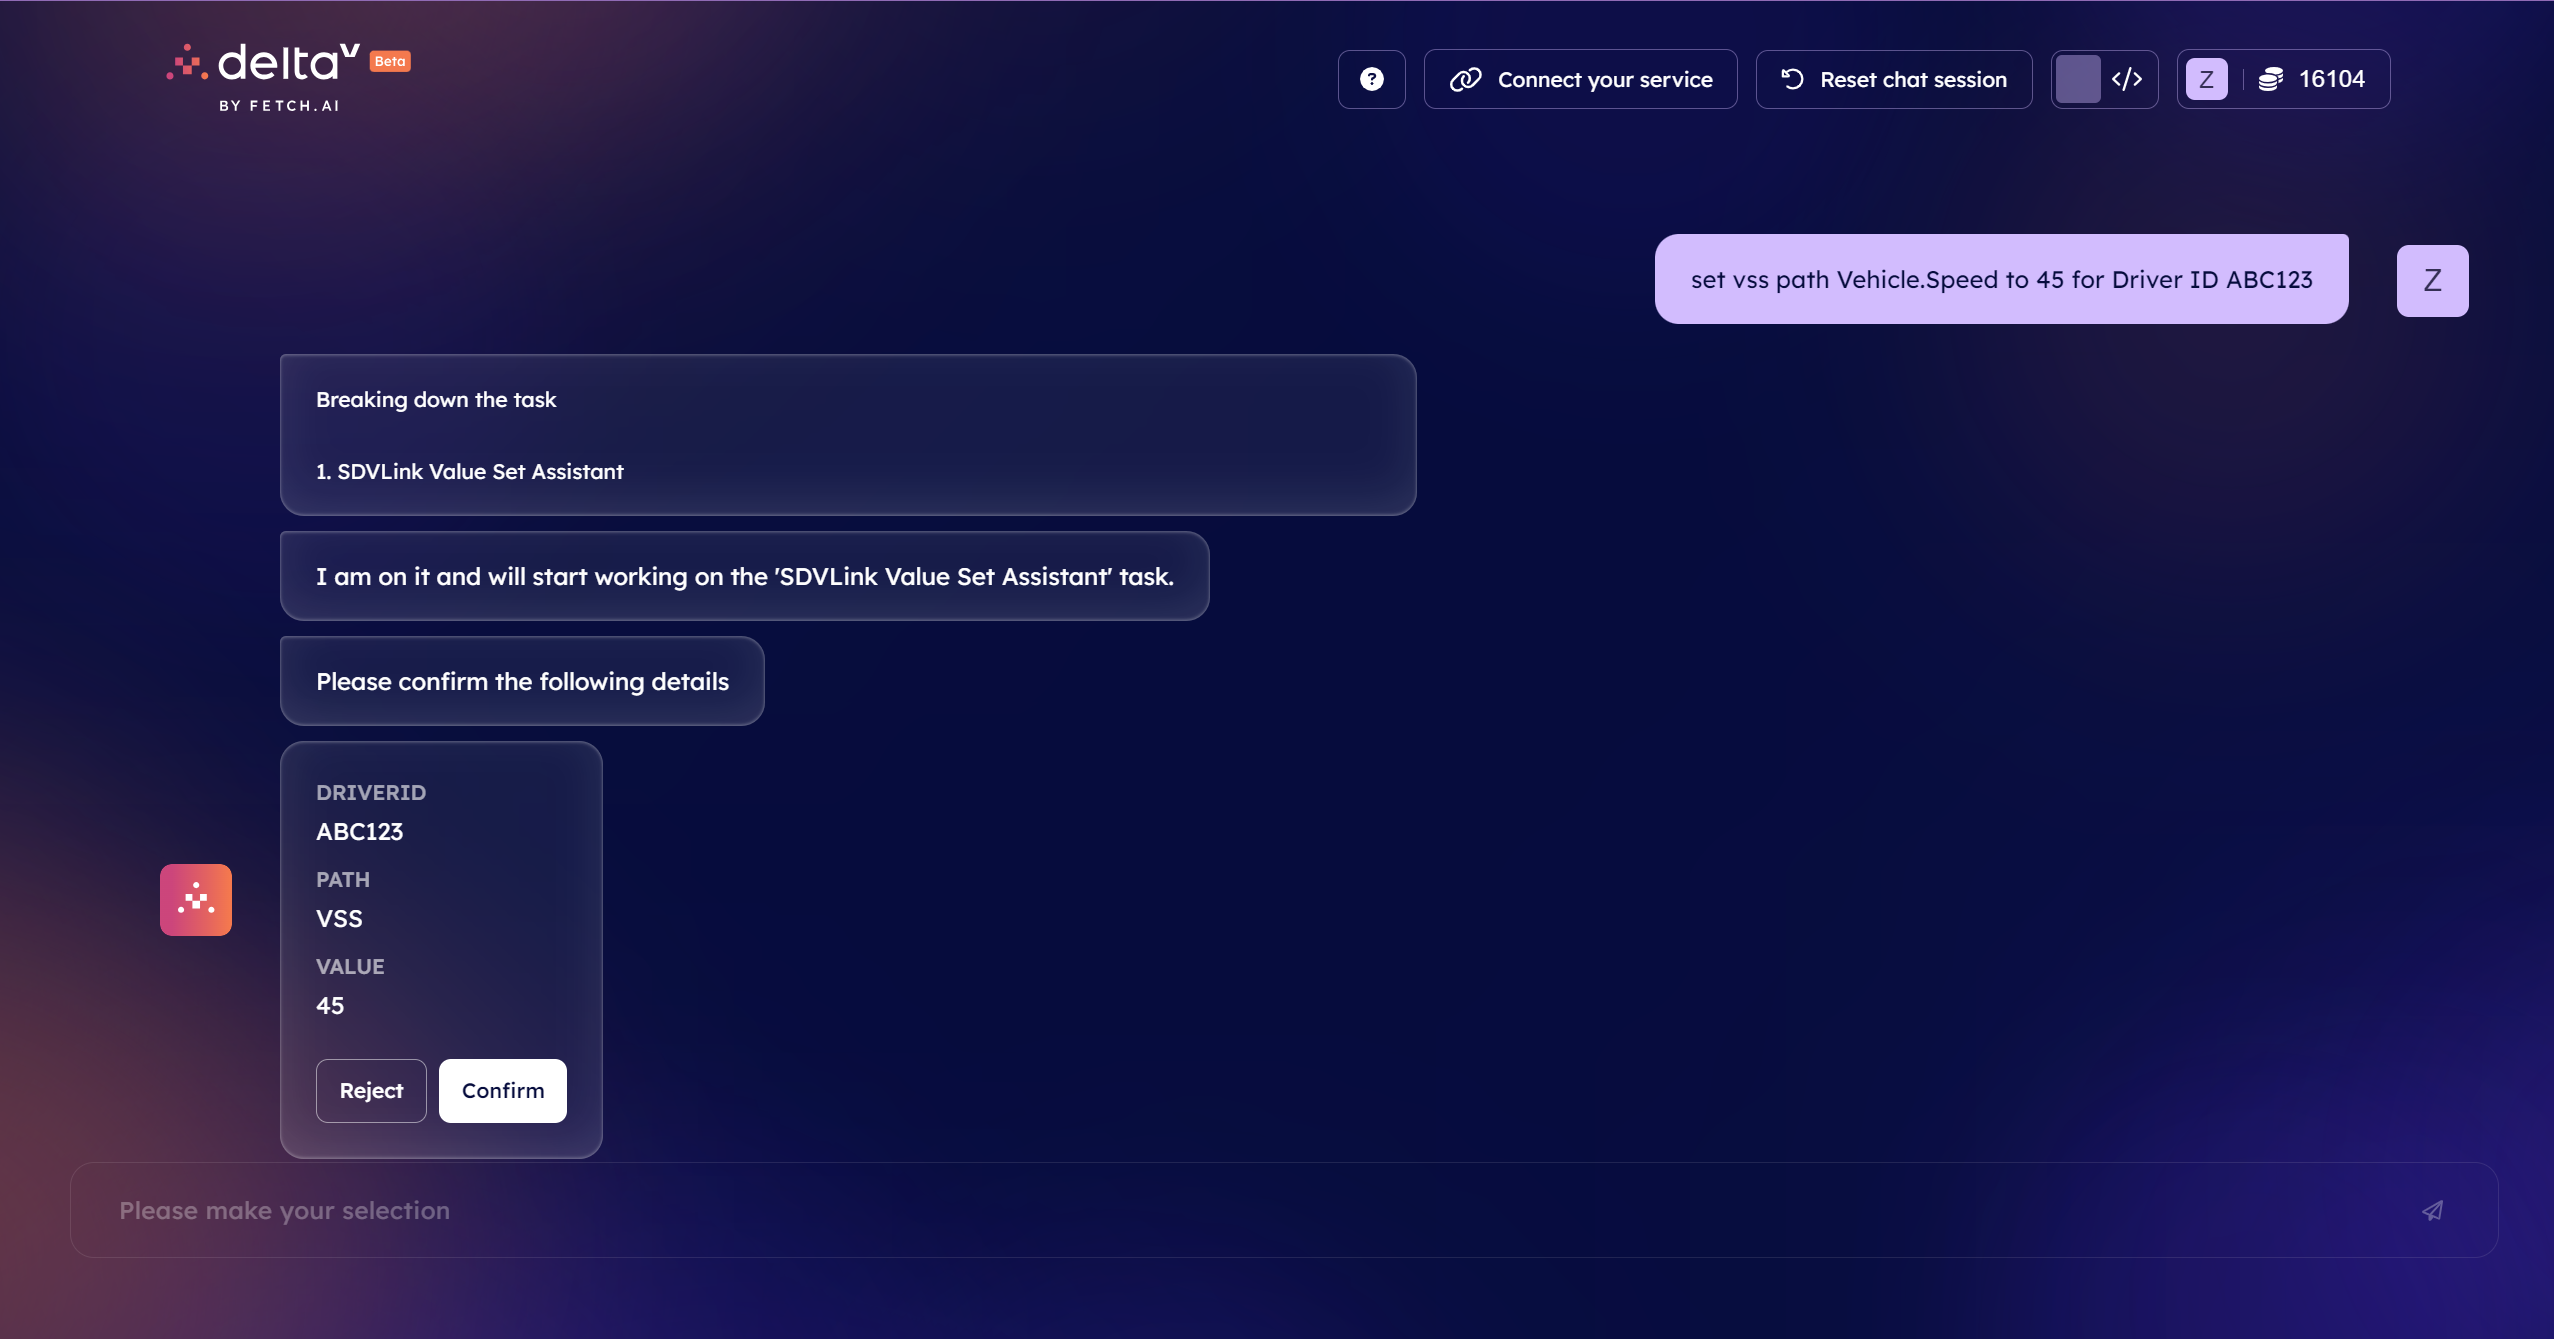 deltaV Beta
BY FETCH.AI
? Connect your service Reset chat session </> Z 16104
set vss path Vehicle.Speed to 45 for Driver ID ABC123 Z
Breaking down the task
1. SDVLink Value Set Assistant
I am on it and will start working on the 'SDVLink Value Set Assistant' task.
Please confirm the following details
DRIVERID
ABC123
PATH
VSS
VALUE
45
Reject Confirm
Please make your selection